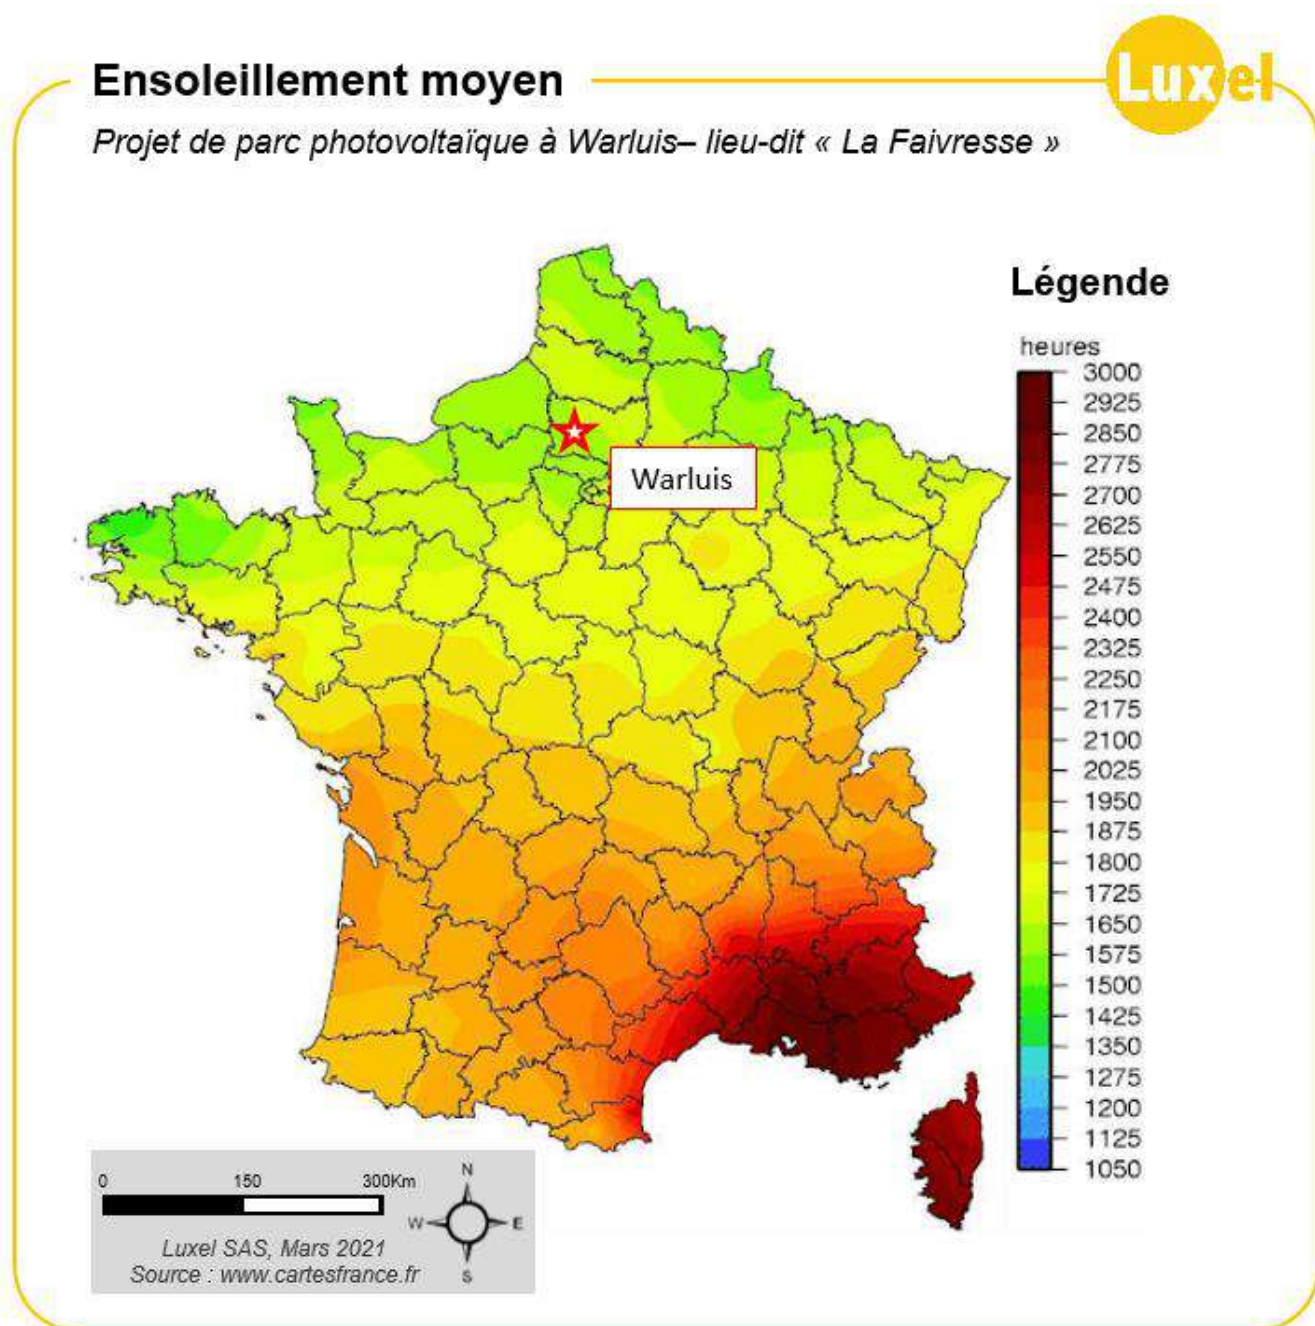 Luxel
Ensoleillement moyen
Projet de parc photovoltaïque à Warluis– lieu-dit « La Faivresse »
Légende
heures
3000
2925
2850
2775
2700
2625
2550
2475
2400
2325
2250
2175
2100
2025
1950
1875
1800
1725
1650
1575
1500
1425
1350
1275
1200
1125
1050
Warluis
0 150 300Km
N
W E
S
Luxel SAS, Mars 2021
Source : www.cartesfrance.fr